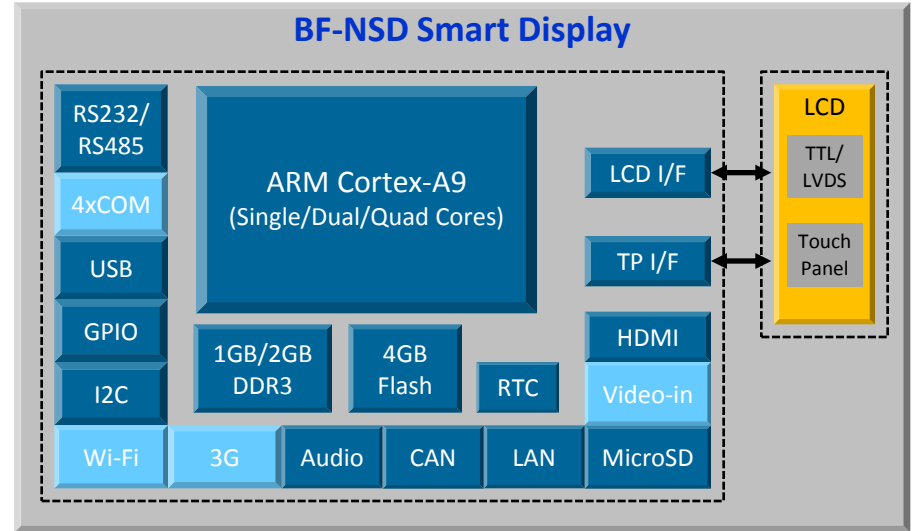 BF-NSD Smart Display
RS232/
RS485
4xCOM
USB
GPIO
I2C
Wi-Fi
3G
Audio
CAN
LAN
MicroSD
ARM Cortex-A9
(Single/Dual/Quad Cores)
1GB/2GB
DDR3
4GB
Flash
RTC
LCD I/F
TP I/F
HDMI
Video-in
LCD
TTL/
LVDS
Touch
Panel